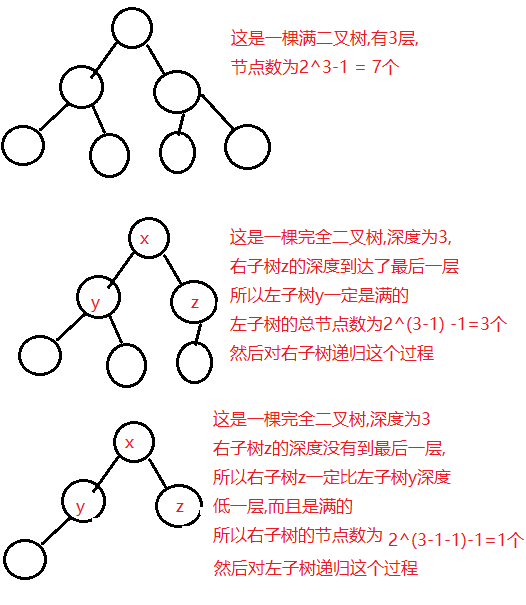 这是一棵满二叉树,有3层,
节点数为2^3-1 = 7个
x
y
z
这是一棵完全二叉树,深度为3,
右子树z的深度到达了最后一层
所以左子树y一定是满的
左子树的总节点数为2^(3-1) -1=3个
然后对右子树递归这个过程
x
y
z
这是一棵完全二叉树,深度为3
右子树z的深度没有到最后一层,
所以右子树z一定比左子树y深度
低一层,而且是满的
所以右子树的节点数为 2^(3-1-1)-1=1个
然后对左子树递归这个过程